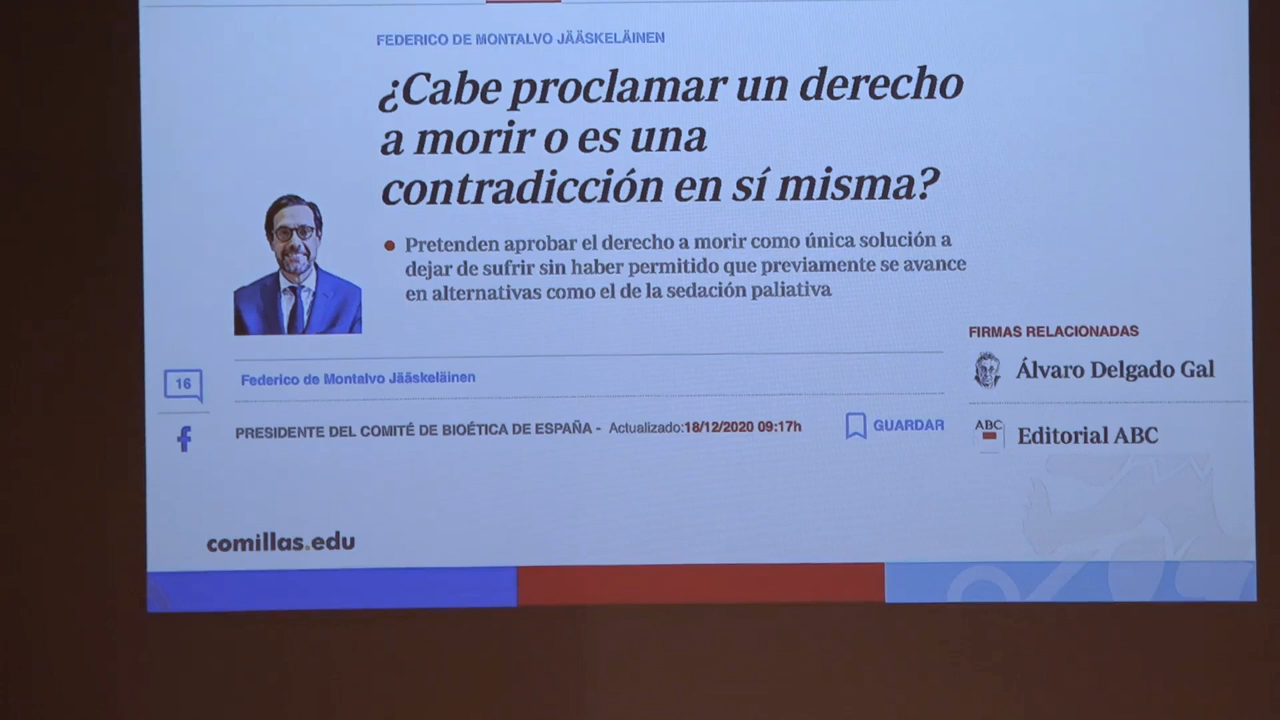 FEDERICO DE MONTALVO JÄÄSKELÄINEN
¿Cabe proclamar un derecho
a morir o es una
contradicción en sí misma?
Pretenden aprobar el derecho a morir como única solución a
dejar de sufrir sin haber permitido que previamente se avance
en alternativas como el de la sedación paliativa
FIRMAS RELACIONADAS
Álvaro Delgado Gal
16
Federico de Montalvo Jääskeläinen
PRESIDENTE DEL COMITÉ DE BIOÉTICA DE ESPAÑA - Actualizado:18/12/2020 09:17h
GUARDAR
ABC
Editorial ABC
comillas.edu